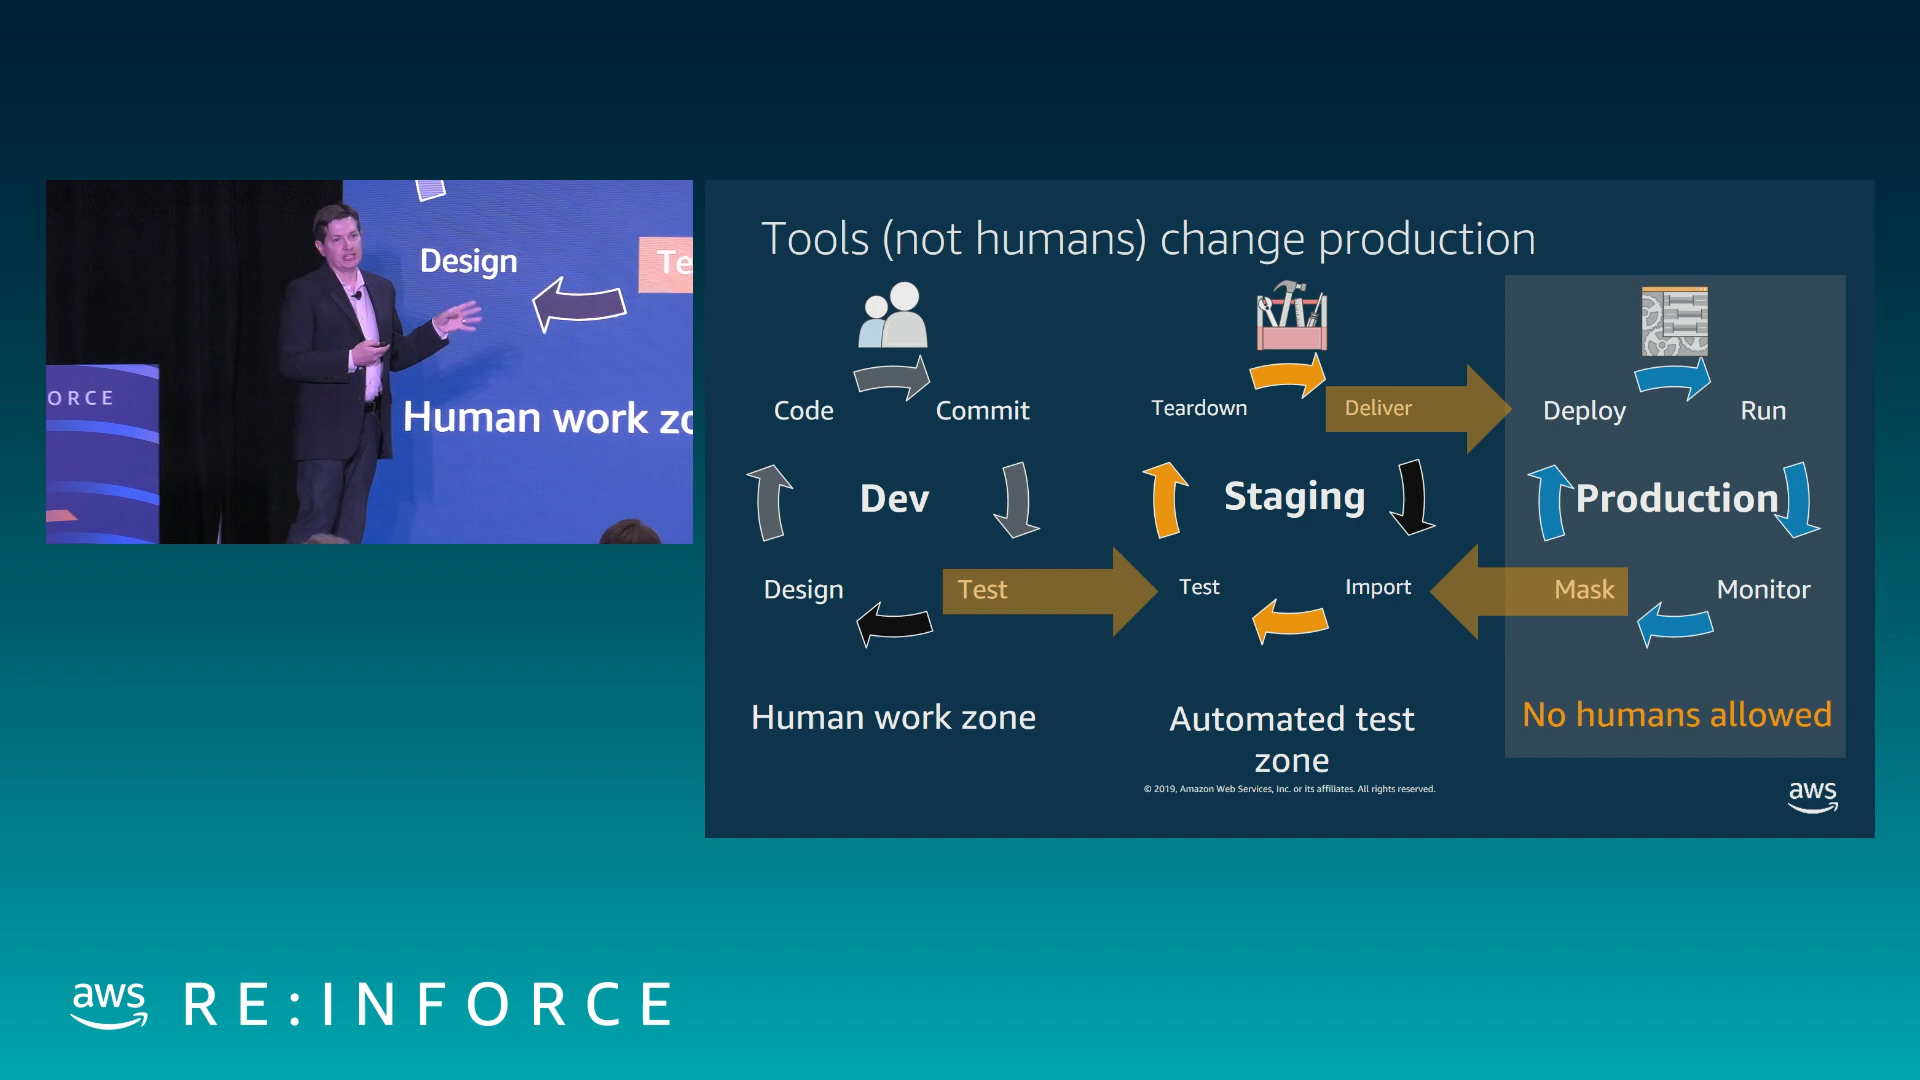 Design
Te
Human work zo
ORCE
Tools (not humans) change production
Code
Commit
Dev
Design
Test
Human work zone
Teardown
Deliver
Staging
Test
Import
Automated test
zone
Deploy
Run
Production
Mask
Monitor
No humans allowed
© 2019, Amazon Web Services, Inc. or its affiliates. All rights reserved.
aws
aws RE:INFORCE